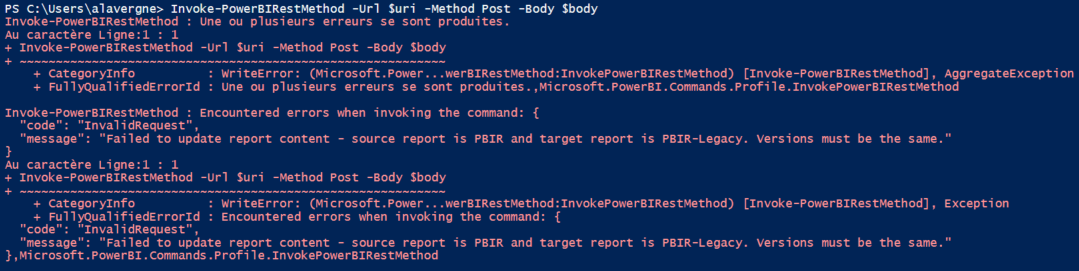 PS C:\Users\alavergne> Invoke-PowerBIRestMethod -Url $uri -Method Post -Body $body
Invoke-PowerBIRestMethod : Une ou plusieurs erreurs se sont produites.
Au caractère Ligne:1 : 1
+ Invoke-PowerBIRestMethod -Url $uri -Method Post -Body $body
+ ~~~~~~~~~~~~~~~~~~~~~~~~~~~~~~~~~~~~~~~~~~~~~~~~~~~~~~~~~~~
    + CategoryInfo          : WriteError: (Microsoft.Power...werBIRestMethod:InvokePowerBIRestMethod) [Invoke-PowerBIRestMethod], AggregateException
    + FullyQualifiedErrorId : Une ou plusieurs erreurs se sont produites.,Microsoft.PowerBI.Commands.Profile.InvokePowerBIRestMethod

Invoke-PowerBIRestMethod : Encountered errors when invoking the command: {
  "code": "InvalidRequest",
  "message": "Failed to update report content - source report is PBIR and target report is PBIR-Legacy. Versions must be the same."
}
Au caractère Ligne:1 : 1
+ Invoke-PowerBIRestMethod -Url $uri -Method Post -Body $body
+ ~~~~~~~~~~~~~~~~~~~~~~~~~~~~~~~~~~~~~~~~~~~~~~~~~~~~~~~~~~~
    + CategoryInfo          : WriteError: (Microsoft.Power...werBIRestMethod:InvokePowerBIRestMethod) [Invoke-PowerBIRestMethod], Exception
    + FullyQualifiedErrorId : Encountered errors when invoking the command: {
  "code": "InvalidRequest",
  "message": "Failed to update report content - source report is PBIR and target report is PBIR-Legacy. Versions must be the same."
},Microsoft.PowerBI.Commands.Profile.InvokePowerBIRestMethod